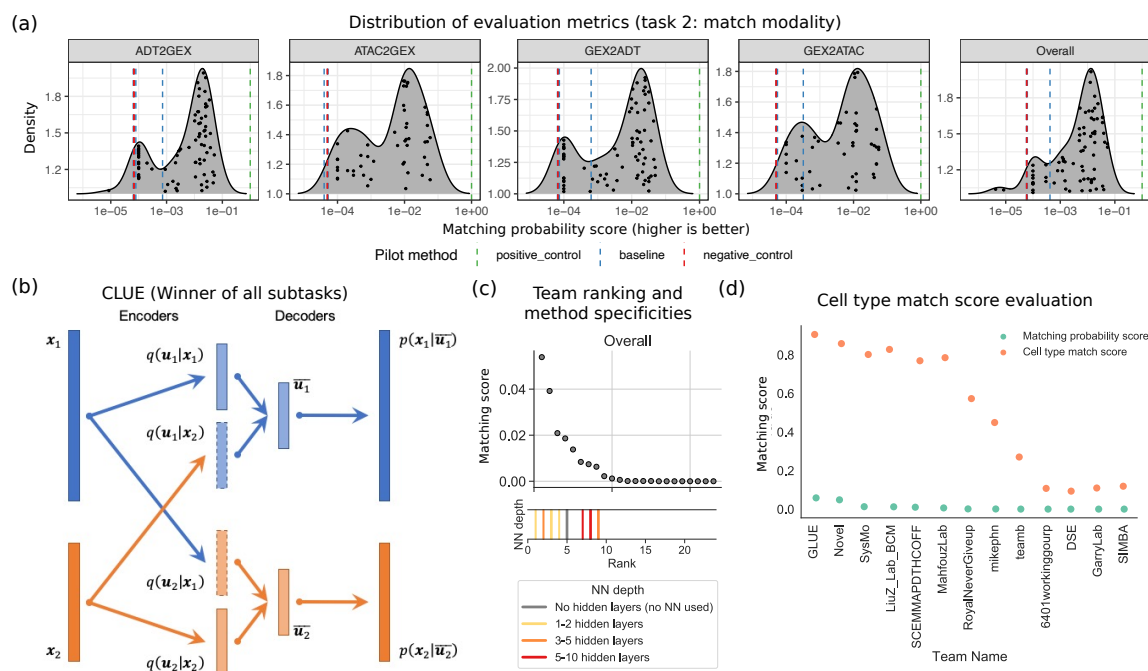 (a)
Distribution of evaluation metrics (task 2: match modality)
ADT2GEX
ATAC2GEX
GEX2ADT
GEX2ATAC
Overall
Density
1.8
1.5
1.2
1e−05
1e−03
1e−01
1.8
1.6
1.4
1.2
1.0
1e−04
1e−02
1e+00
2.00
1.75
1.50
1.25
1.00
1e−04
1e−02
1e+00
1.8
1.6
1.4
1.2
1.0
1e−04
1e−02
1e+00
1.8
1.5
1.2
1e−05
1e−03
1e−01
Matching probability score (higher is better)
Pilot method
positive_control
baseline
negative_control
(b)
CLUE (Winner of all subtasks)
Encoders
Decoders
x₁
q(u₁|x₁)
u₁
p(x₁|u₁)
q(u₁|x₂)
q(u₂|x₁)
u₂
x₂
q(u₂|x₂)
p(x₂|u₂)
(c)
Team ranking and
method specificities
Overall
Matching score
0.04
0.02
0.00
NN depth
0
5
10
15
20
Rank
NN depth
No hidden layers (no NN used)
1-2 hidden layers
3-5 hidden layers
5-10 hidden layers
(d)
Cell type match score evaluation
Matching probability score
Cell type match score
Matching score
0.8
0.6
0.4
0.2
0.0
GLUE
Novel
SysMo
LiuZ_Lab_BCM
SCEMMAPDTHCOFF
MahfouzLab
RoyalNeverGiveup
mikephn
teamb
6401workinggourp
DSE
GarryLab
SIMBA
Team Name